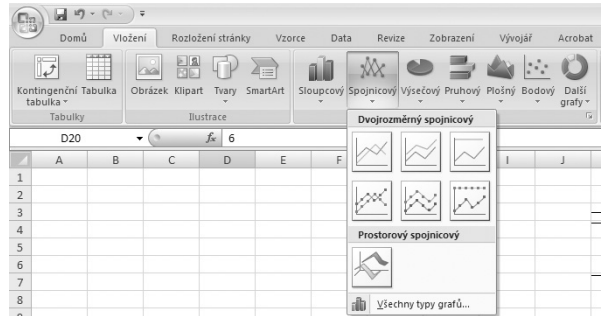 Domů Vložení Rozložení stránky Vzorce Data Revize Zobrazení Vývojář Acrobat
Kontingenční tabulka Tabulka Obrázek Klipart Tvary SmartArt Sloupcový Spojnicový Výsečový Pruhový Plošný Bodový Další grafy
Tabulky Ilustrace
D20 fx 6
A B C D E F I J
Dvojrozměrný spojnicový
Prostorový spojnicový
Všechny typy grafů...
1
2
3
4
5
6
7
8